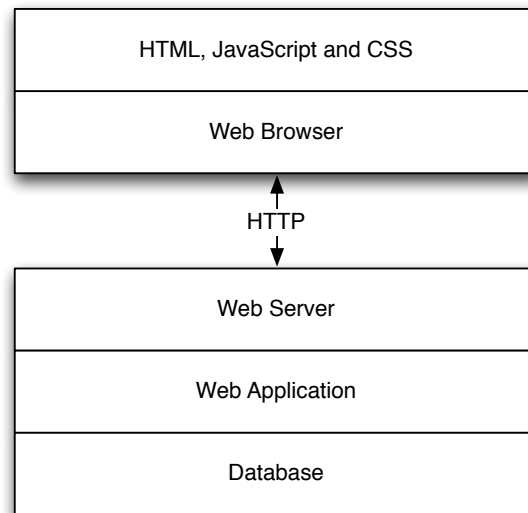 HTML, JavaScript and CSS
Web Browser
HTTP
Web Server
Web Application
Database